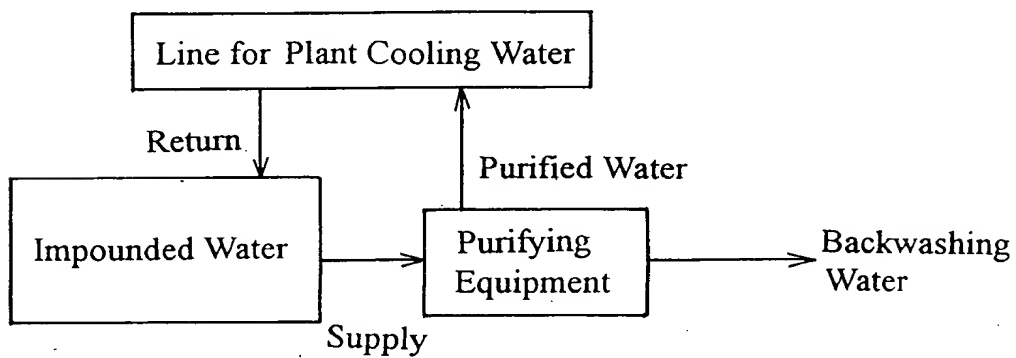 Line for Plant Cooling Water
Return
Purified Water
Impounded Water
Purifying
Equipment
Backwashing
Water
Supply